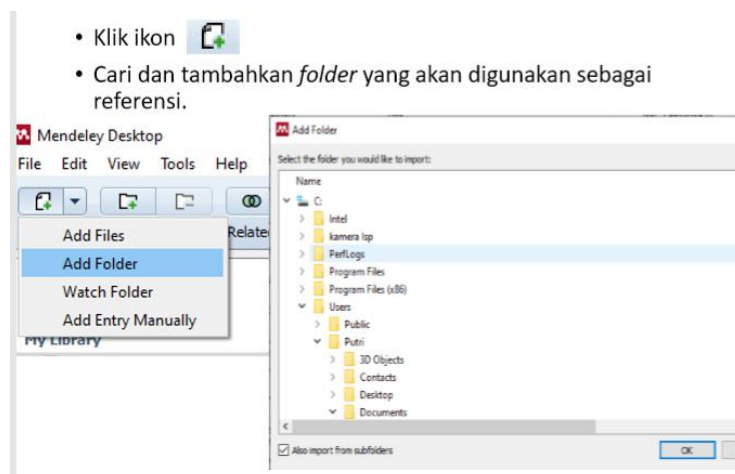 • Klik ikon
• Cari dan tambahkan folder yang akan digunakan sebagai
referensi.
Mendeley Desktop
File Edit View Tools Help
Add Files
Add Folder
Watch Folder
Add Entry Manually
Relate
My Library
Add Folder
Select the folder you would like to import:
Name
C:
Intel
kamera lsp
PerfLogs
Program Files
Program Files (x86)
Users
Public
Putri
3D Objects
Contacts
Desktop
Documents
Also import from subfolders
OK